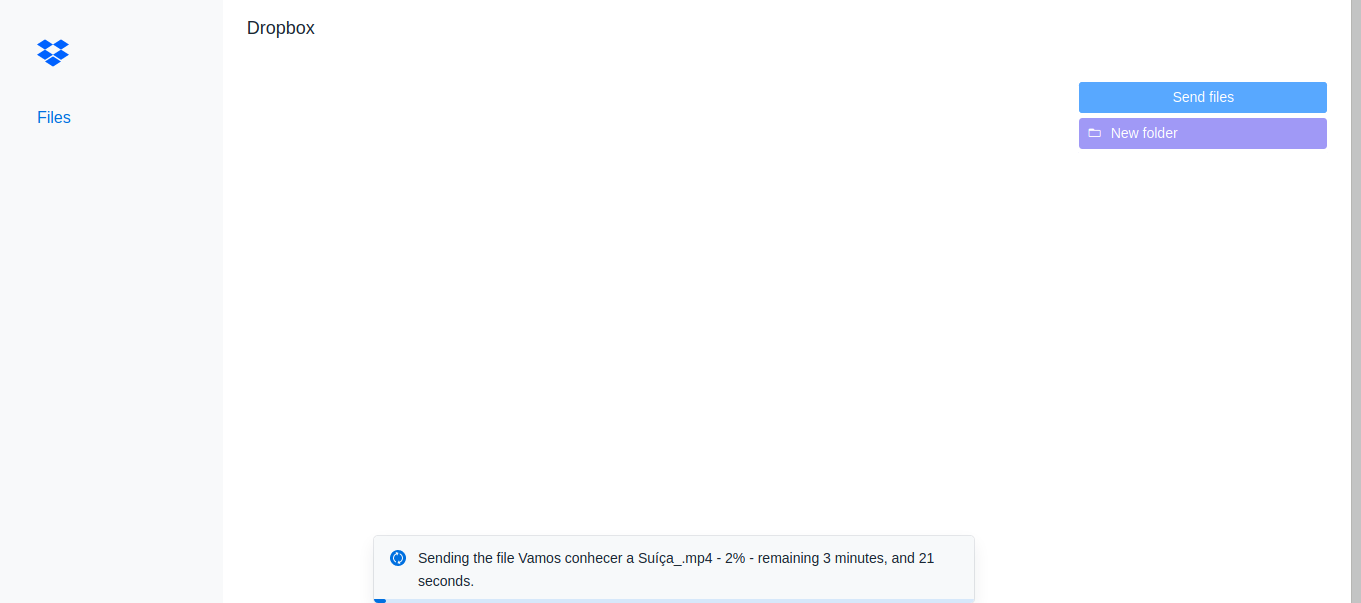 Dropbox
Files
Send files
New folder
Sending the file Vamos conhecer a Suíça_.mp4 - 2% - remaining 3 minutes, and 21
seconds.